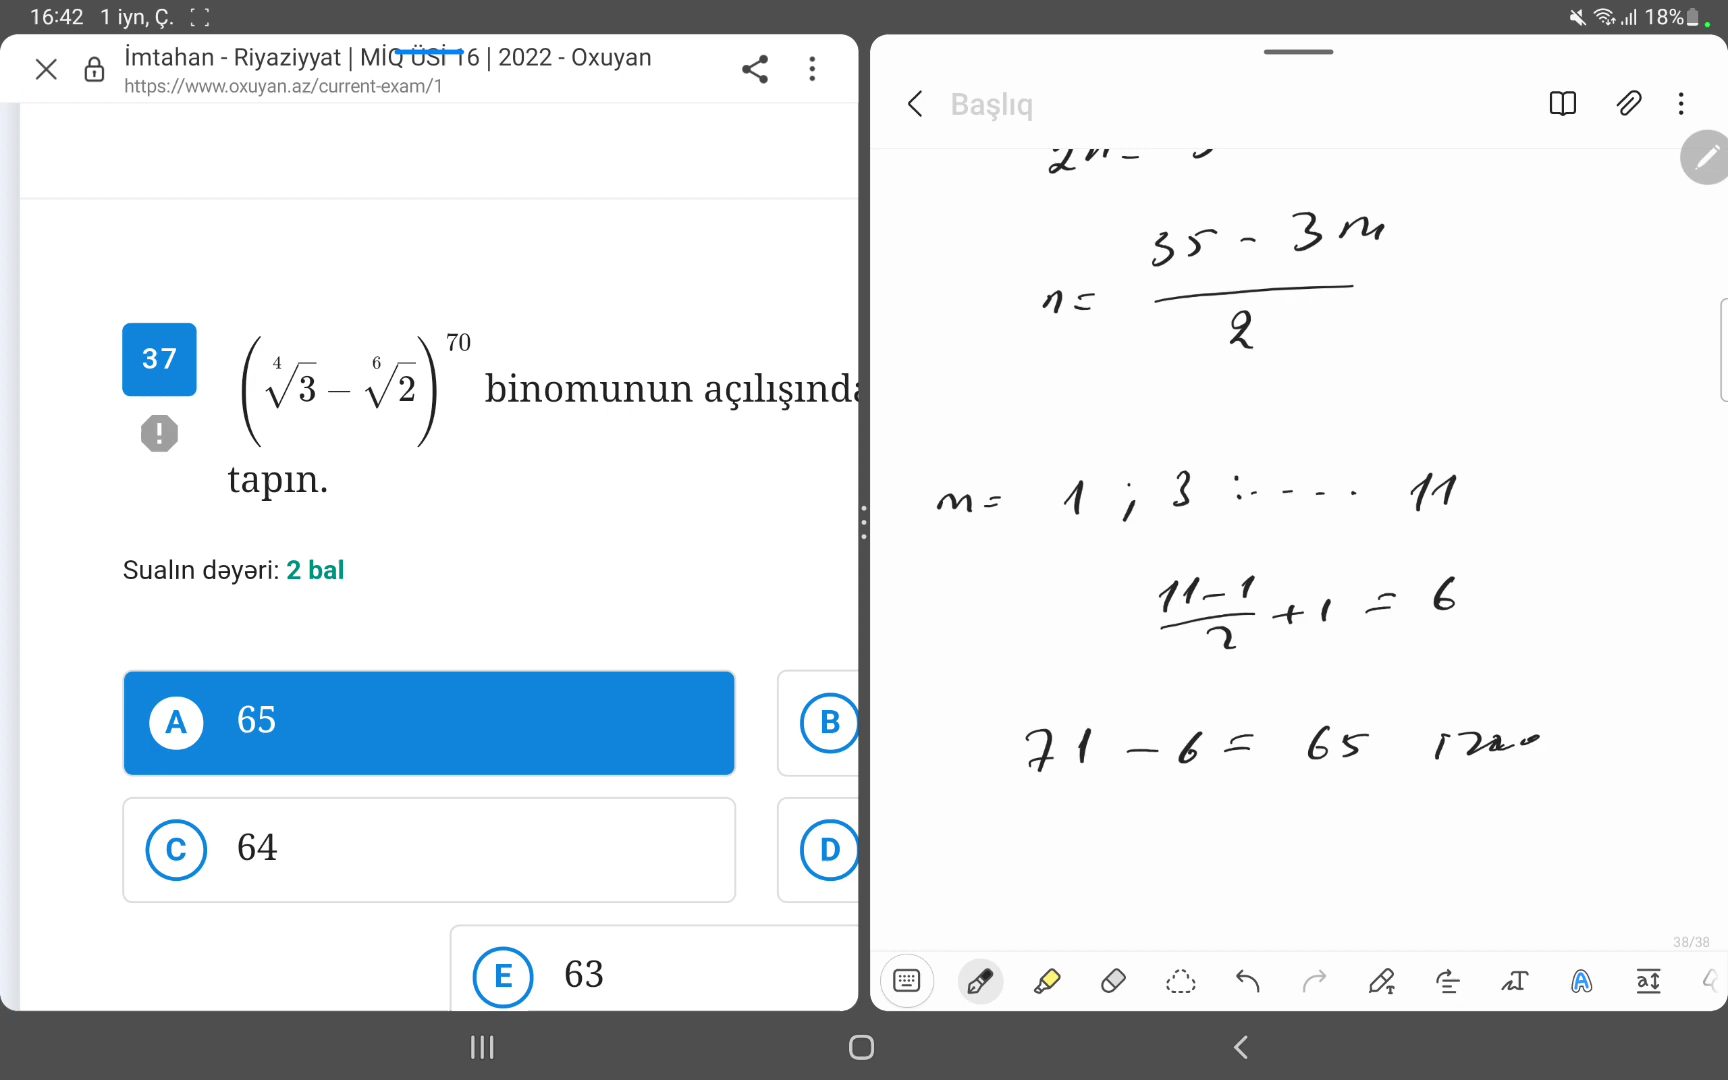 16:42 1 iyn, Ç. 18%
İmtahan - Riyaziyyat | MİQ ÜSİ 16 | 2022 - Oxuyan
https://www.oxuyan.az/current-exam/1
37
(⁴√3 − ⁶√2)⁷⁰ binomunun açılışında
tapın.
Sualın dəyəri: 2 bal
A 65
B
C 64
D
E 63
Başlıq
2n=
n = (35 - 3m)/2
m = 1 ; 3 ; ---- 11
(11-1)/2 + 1 = 6
71 - 6 = 65
38/38